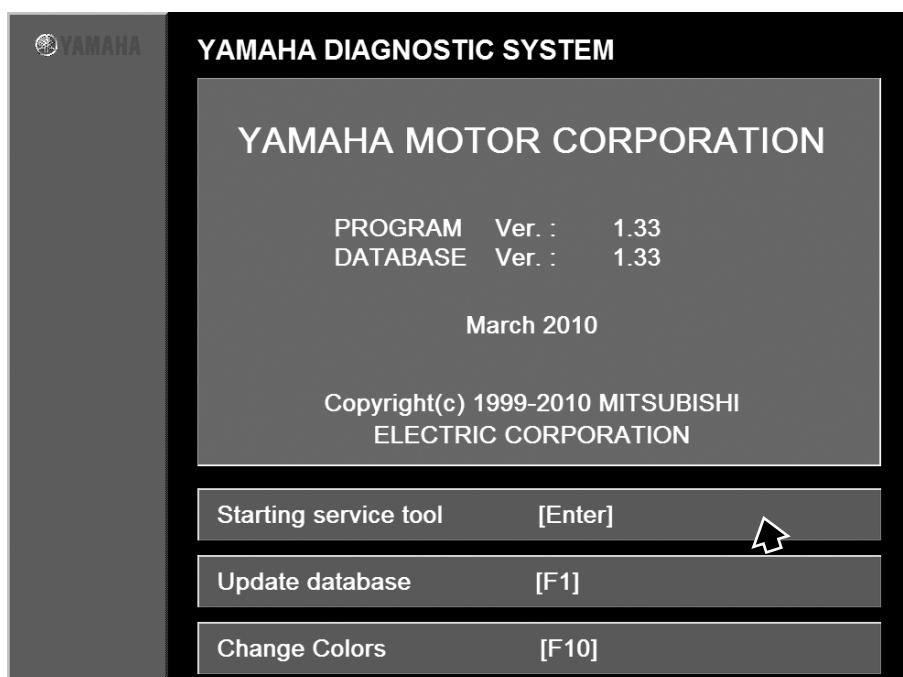 YAMAHA
YAMAHA DIAGNOSTIC SYSTEM
YAMAHA MOTOR CORPORATION
PROGRAM Ver. : 1.33
DATABASE Ver. : 1.33
March 2010
Copyright(c) 1999-2010 MITSUBISHI
ELECTRIC CORPORATION
Starting service tool [Enter]
Update database [F1]
Change Colors [F10]